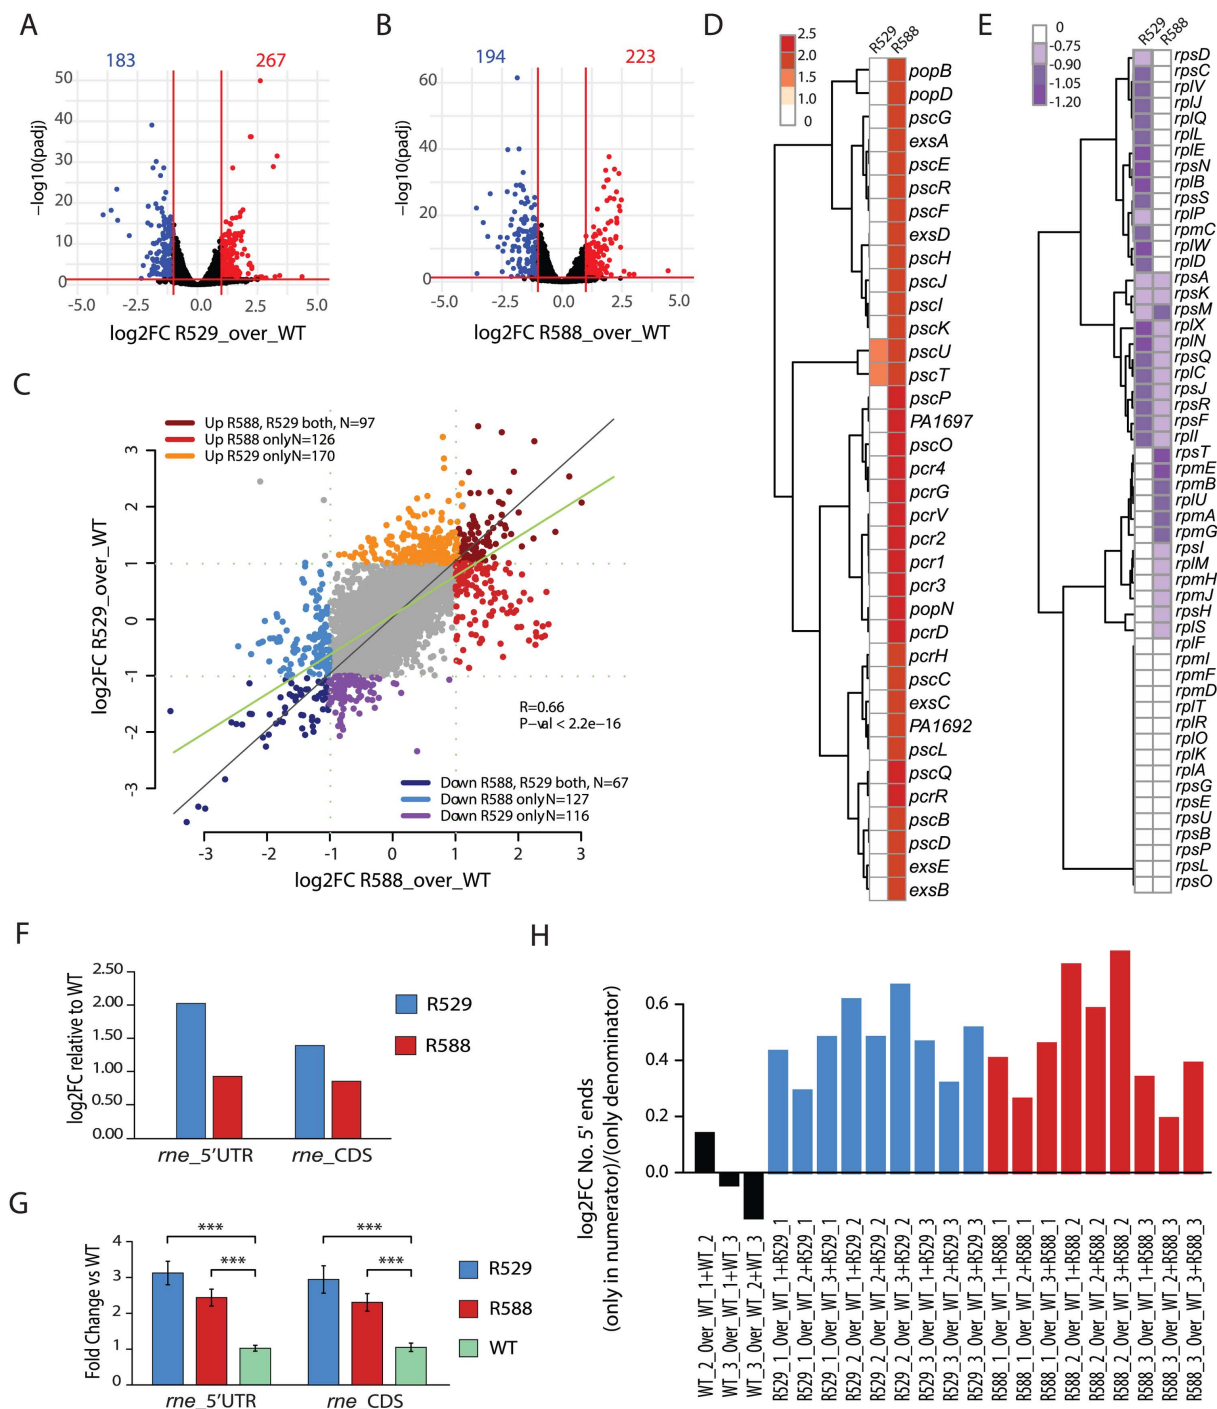 A
183
267
50
40
30
20
10
0
−log10(padj)
-5.0
-2.5
0.0
2.5
5.0
log2FC R529_over_WT
B
194
223
60
40
20
0
-5.0
-2.5
0.0
2.5
5.0
log2FC R588_over_WT
C
Up R588, R529 both, N=97
Up R588 onlyN=126
Up R529 onlyN=170
3
2
1
0
-1
-2
-3
log2FC R529_over_WT
R=0.66
P−val < 2.2e−16
Down R588, R529 both, N=67
Down R588 onlyN=127
Down R529 onlyN=116
-3
-2
-1
0
1
2
3
log2FC R588_over_WT
D
2.5
2.0
1.5
1.0
0
R529
R588
popB
popD
pscG
exsA
pscE
pscR
pscF
exsD
pscH
pscJ
pscI
pscK
pscU
pscT
pscP
PA1697
pscO
pcr4
pcrG
pcrV
pcr2
pcr1
pcr3
popN
pcrD
pcrH
pscC
exsC
PA1692
pscL
pscQ
pcrR
pscB
pscD
exsE
exsB
E
0
-0.75
-0.90
-1.05
-1.20
R529
R588
rpsD
rpsC
rplV
rplJ
rplQ
rplL
rplE
rpsN
rplB
rpsS
rplP
rpmC
rplW
rplD
rpsA
rpsK
rpsM
rplX
rplN
rpsQ
rplC
rpsJ
rpsR
rpsF
rplI
rpsT
rpmE
rpmB
rplU
rpmA
rpmG
rpsI
rplM
rpmH
rpmJ
rpsH
rplS
rplF
rpmI
rpmF
rpmD
rplT
rplR
rplO
rplK
rplA
rpsG
rpsE
rpsU
rpsB
rpsP
rpsL
rpsO
F
2.50
2.00
1.50
1.00
0.50
0.00
log2FC relative to WT
R529
R588
rne_5'UTR
rne_CDS
G
4
3
2
1
0
Fold Change vs WT
***
***
***
***
R529
R588
WT
rne_5'UTR
rne_CDS
H
0.6
0.4
0.2
0.0
log2FC No. 5' ends
(only in numerator)/(only denominator)
WT_2_Over_WT_1+WT_2
WT_3_Over_WT_1+WT_3
WT_3_Over_WT_2+WT_3
R529_1_Over_WT_1+R529_1
R529_1_Over_WT_2+R529_1
R529_1_Over_WT_3+R529_1
R529_2_Over_WT_1+R529_2
R529_2_Over_WT_2+R529_2
R529_2_Over_WT_3+R529_2
R529_3_Over_WT_1+R529_3
R529_3_Over_WT_2+R529_3
R529_3_Over_WT_3+R529_3
R588_1_Over_WT_1+R588_1
R588_1_Over_WT_2+R588_1
R588_1_Over_WT_3+R588_1
R588_2_Over_WT_1+R588_2
R588_2_Over_WT_2+R588_2
R588_2_Over_WT_3+R588_2
R588_3_Over_WT_1+R588_3
R588_3_Over_WT_2+R588_3
R588_3_Over_WT_3+R588_3